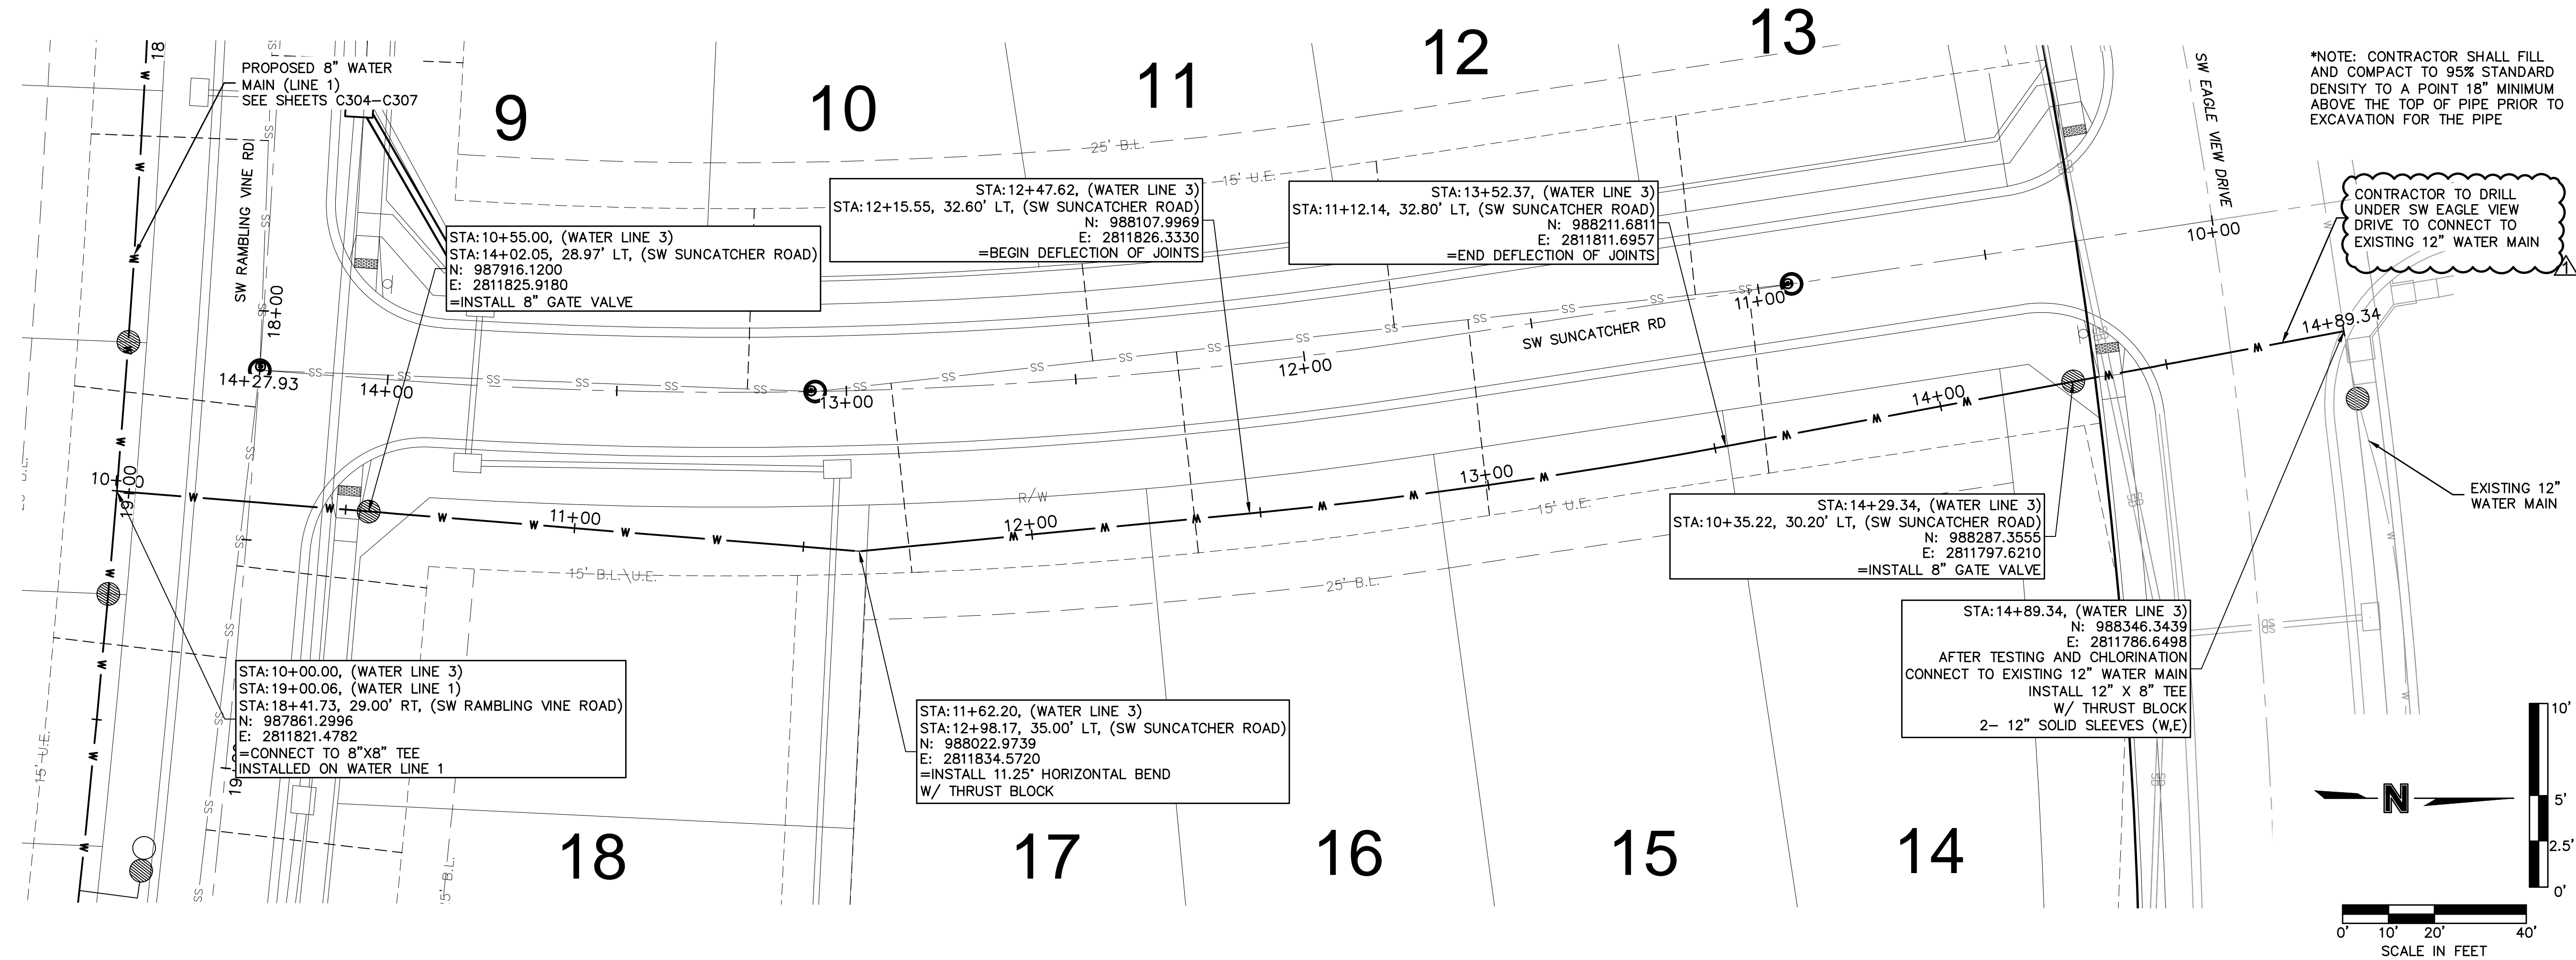 18
PROPOSED 8" WATER
MAIN (LINE 1)
SEE SHEETS C304-C307
9
10
11
12
13
SW EAGLE VIEW DRIVE
*NOTE: CONTRACTOR SHALL FILL
AND COMPACT TO 95% STANDARD
DENSITY TO A POINT 18" MINIMUM
ABOVE THE TOP OF PIPE PRIOR TO
EXCAVATION FOR THE PIPE
25' B.L.
15' U.E.
SW RAMBLING VINE RD
18+00
STA:10+55.00, (WATER LINE 3)
STA:14+02.05, 28.97' LT, (SW SUNCATCHER ROAD)
N: 987916.1200
E: 2811825.9180
=INSTALL 8" GATE VALVE
STA:12+47.62, (WATER LINE 3)
STA:12+15.55, 32.60' LT, (SW SUNCATCHER ROAD)
N: 988107.9969
E: 2811826.3330
=BEGIN DEFLECTION OF JOINTS
STA:13+52.37, (WATER LINE 3)
STA:11+12.14, 32.80' LT, (SW SUNCATCHER ROAD)
N: 988211.6811
E: 2811811.6957
=END DEFLECTION OF JOINTS
CONTRACTOR TO DRILL
UNDER SW EAGLE VIEW
DRIVE TO CONNECT TO
EXISTING 12" WATER MAIN
1
10+00
11+00
12+00
13+00
14+00
14+27.93
SW SUNCATCHER RD
14+89.34
10+00
19+00
11+00
12+00
13+00
14+00
R/W
15' U.E.
15' B.L.\U.E.
25' B.L.
EXISTING 12"
WATER MAIN
STA:14+29.34, (WATER LINE 3)
STA:10+35.22, 30.20' LT, (SW SUNCATCHER ROAD)
N: 988287.3555
E: 2811797.6210
=INSTALL 8" GATE VALVE
STA:14+89.34, (WATER LINE 3)
N: 988346.3439
E: 2811786.6498
AFTER TESTING AND CHLORINATION
CONNECT TO EXISTING 12" WATER MAIN
INSTALL 12" X 8" TEE
W/ THRUST BLOCK
2- 12" SOLID SLEEVES (W,E)
STA:10+00.00, (WATER LINE 3)
STA:19+00.06, (WATER LINE 1)
STA:18+41.73, 29.00' RT, (SW RAMBLING VINE ROAD)
N: 987861.2996
E: 2811821.4782
=CONNECT TO 8"X8" TEE
INSTALLED ON WATER LINE 1
STA:11+62.20, (WATER LINE 3)
STA:12+98.17, 35.00' LT, (SW SUNCATCHER ROAD)
N: 988022.9739
E: 2811834.5720
=INSTALL 11.25° HORIZONTAL BEND
W/ THRUST BLOCK
15' U.E.
18
17
16
15
14
N
10'
5'
2.5'
0'
0' 10' 20' 40'
SCALE IN FEET